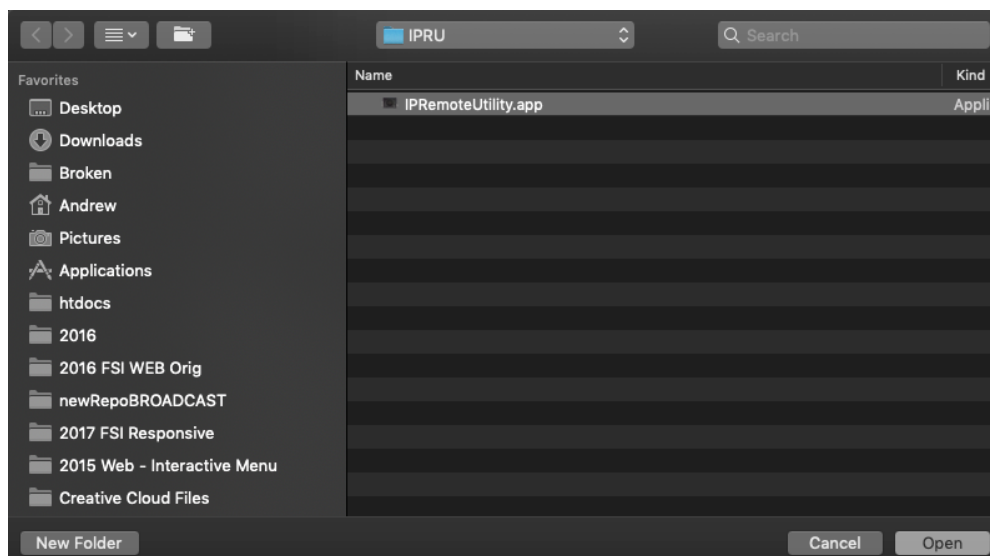 IPRU
Search
Favorites
Name
Kind
Desktop
IPRemoteUtility.app
Appli
Downloads
Broken
Andrew
Pictures
Applications
htdocs
2016
2016 FSI WEB Orig
newRepoBROADCAST
2017 FSI Responsive
2015 Web - Interactive Menu
Creative Cloud Files
New Folder
Cancel
Open